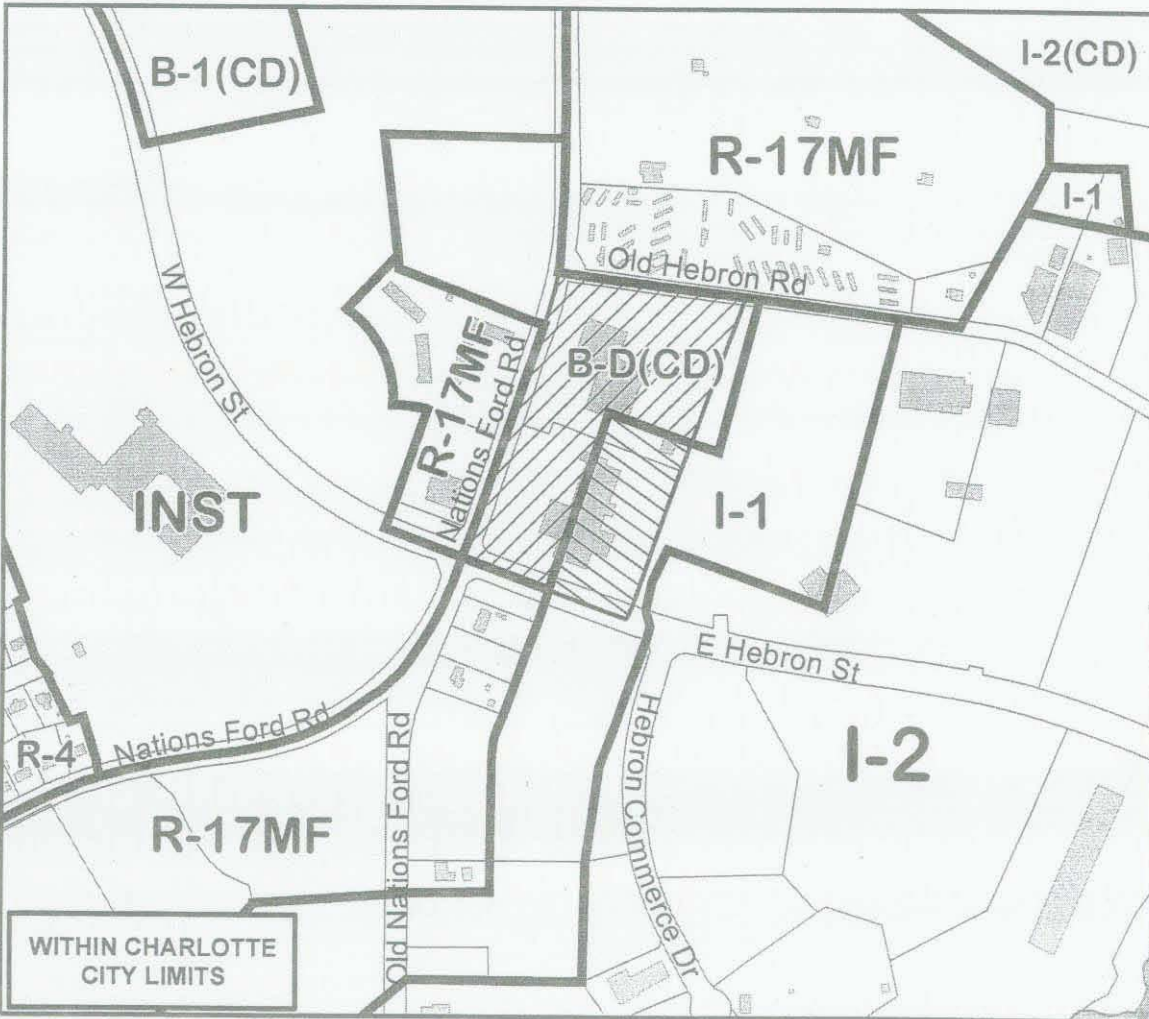 B-1(CD)
I-2(CD)
R-17MF
I-1
Old Hebron Rd
W Hebron St
R-17MF
Nations Ford Rd
B-D(CD)
INST
I-1
E Hebron St
Nations Ford Rd
R-4
Old Nations Ford Rd
Hebron Commerce Dr
I-2
R-17MF
WITHIN CHARLOTTE
CITY LIMITS